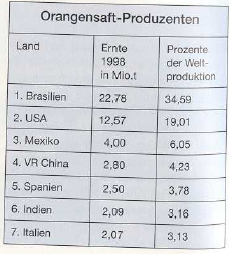 Orangensaft-Produzenten
Land Ernte Prozente
1998 der Welt-
in Mio.t produktion
1. Brasilien 22,78 34,59
2. USA 12,57 19,01
3. Mexiko 4,00 6,05
4. VR China 2,80 4,23
5. Spanien 2,50 3,78
6. Indien 2,09 3,16
7. Italien 2,07 3,13